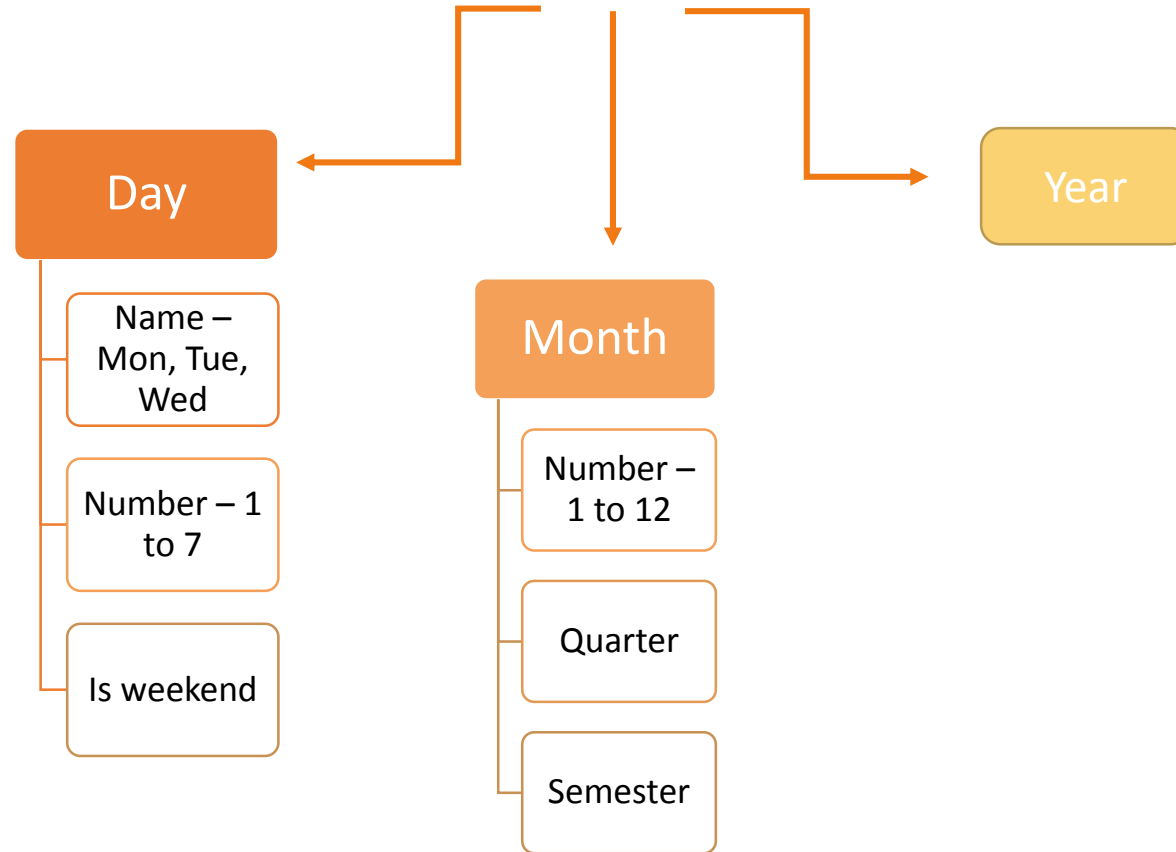 Day
Name –
Mon, Tue,
Wed
Number – 1
to 7
Is weekend
Month
Number –
1 to 12
Quarter
Semester
Year